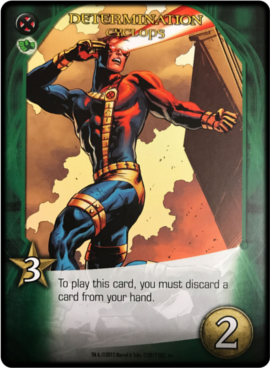 DETERMINATION
CYCLOPS
3
To play this card, you must discard a
card from your hand.
2